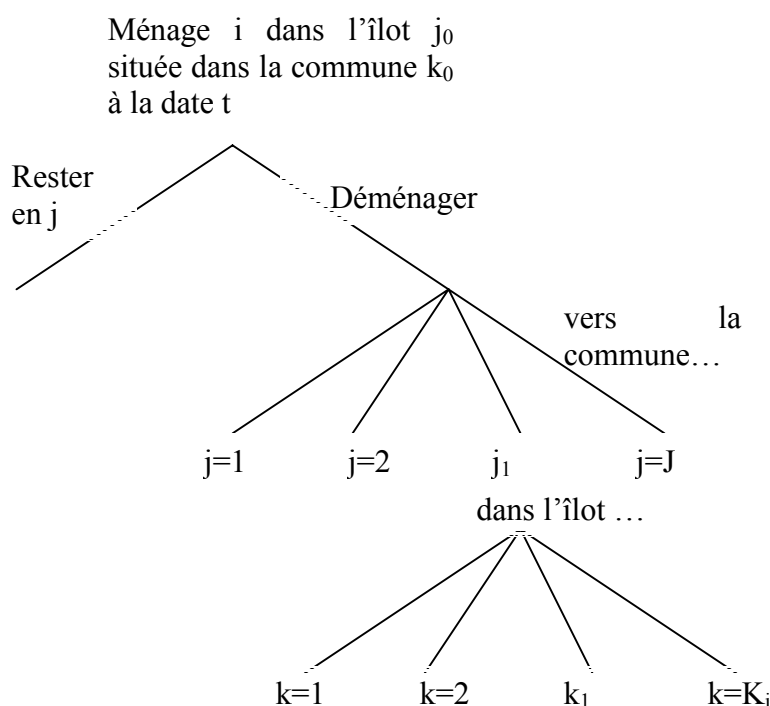 Ménage i dans l’îlot j₀
située dans la commune k₀
à la date t
Rester
en j
Déménager
vers la
commune…
j=1 j=2 j₁ j=J
dans l’îlot …
k=1 k=2 k₁ k=Kⱼ